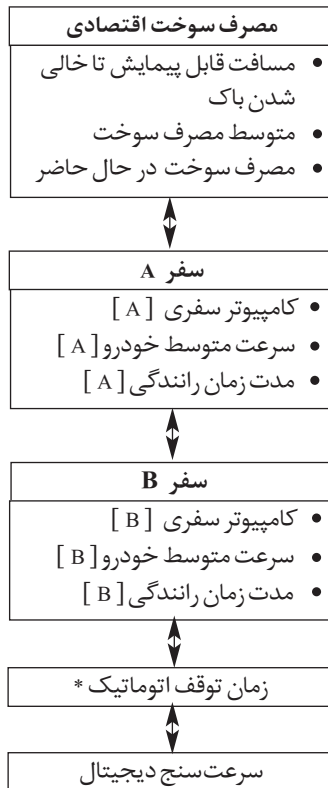 مصرف سوخت اقتصادی
• مسافت قابل پیمایش تا خالی
شدن باک
• متوسط مصرف سوخت
• مصرف سوخت در حال حاضر
سفر A
• کامپیوتر سفری [ A ]
• سرعت متوسط خودرو [ A ]
• مدت زمان رانندگی [ A ]
سفر B
• کامپیوتر سفری [ B ]
• سرعت متوسط خودرو [ B ]
• مدت زمان رانندگی [ B ]
زمان توقف اتوماتیک *
سرعت‌سنج دیجیتال